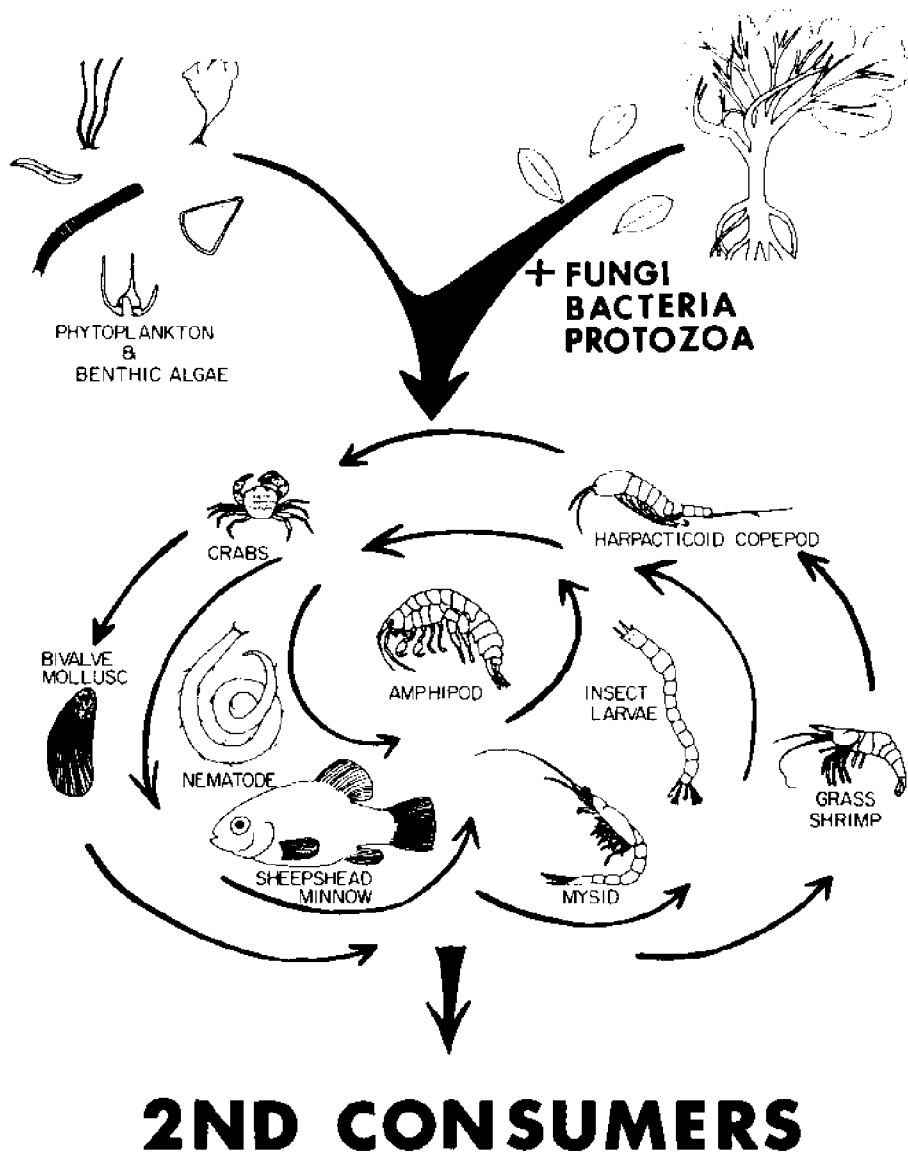 + FUNGI
BACTERIA
PROTOZOA
PHYTOPLANKTON
&
BENTHIC ALGAE
CRABS
HARPACTICOID COPEPOD
BIVALVE
MOLLUSC
AMPHIPOD
INSECT
LARVAE
NEMATODE
GRASS
SHRIMP
SHEEPSHEAD
MINNOW
MYSID
2ND CONSUMERS